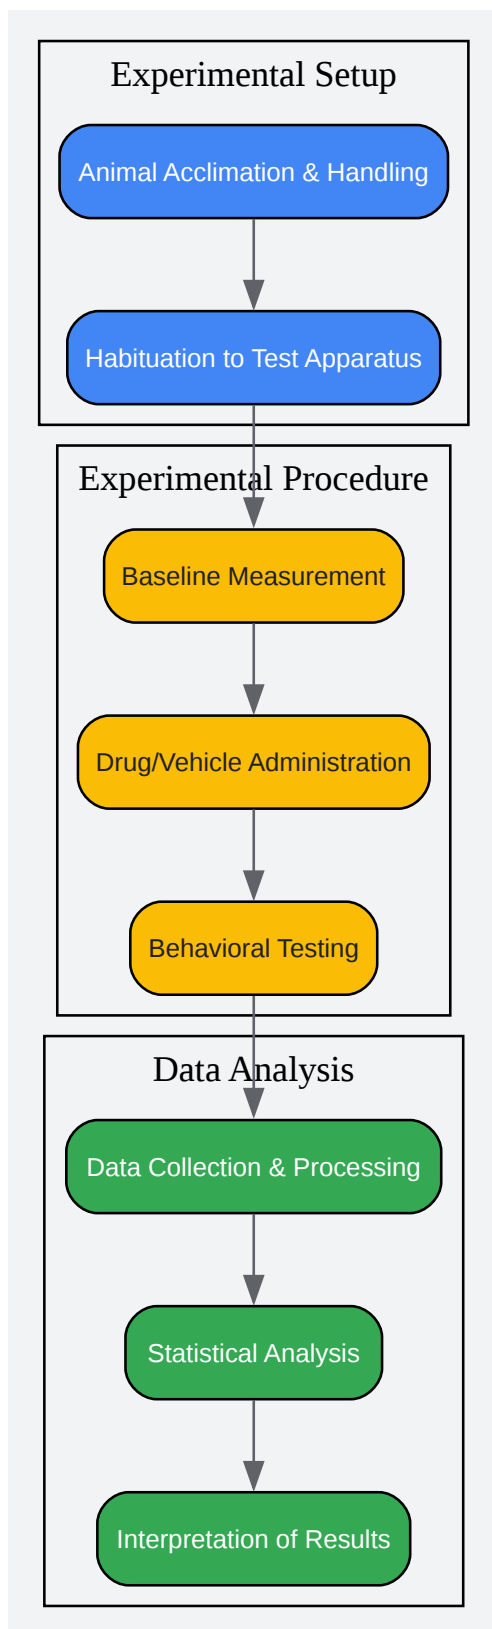 Experimental Setup
Animal Acclimation & Handling
Habituation to Test Apparatus
Experimental Procedure
Baseline Measurement
Drug/Vehicle Administration
Behavioral Testing
Data Analysis
Data Collection & Processing
Statistical Analysis
Interpretation of Results